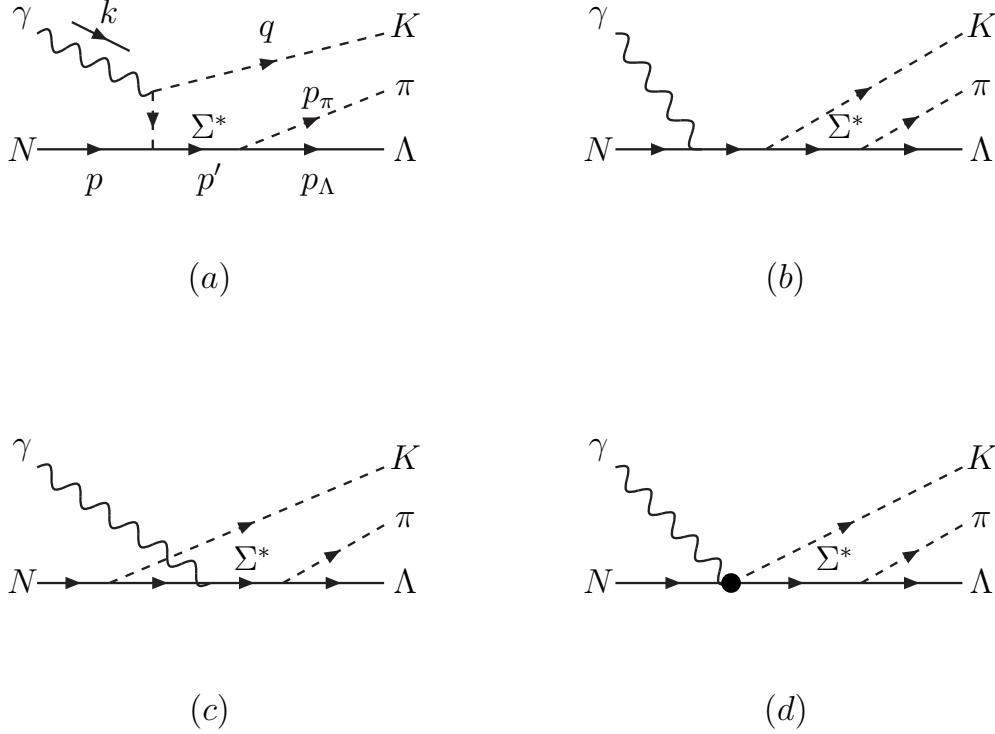 γ k q K γ K
p_π π π
N Σ* Λ N Σ* Λ
p p′ p_Λ
(a) (b)
γ K γ K
π π
N Σ* Λ N Σ* Λ
(c) (d)